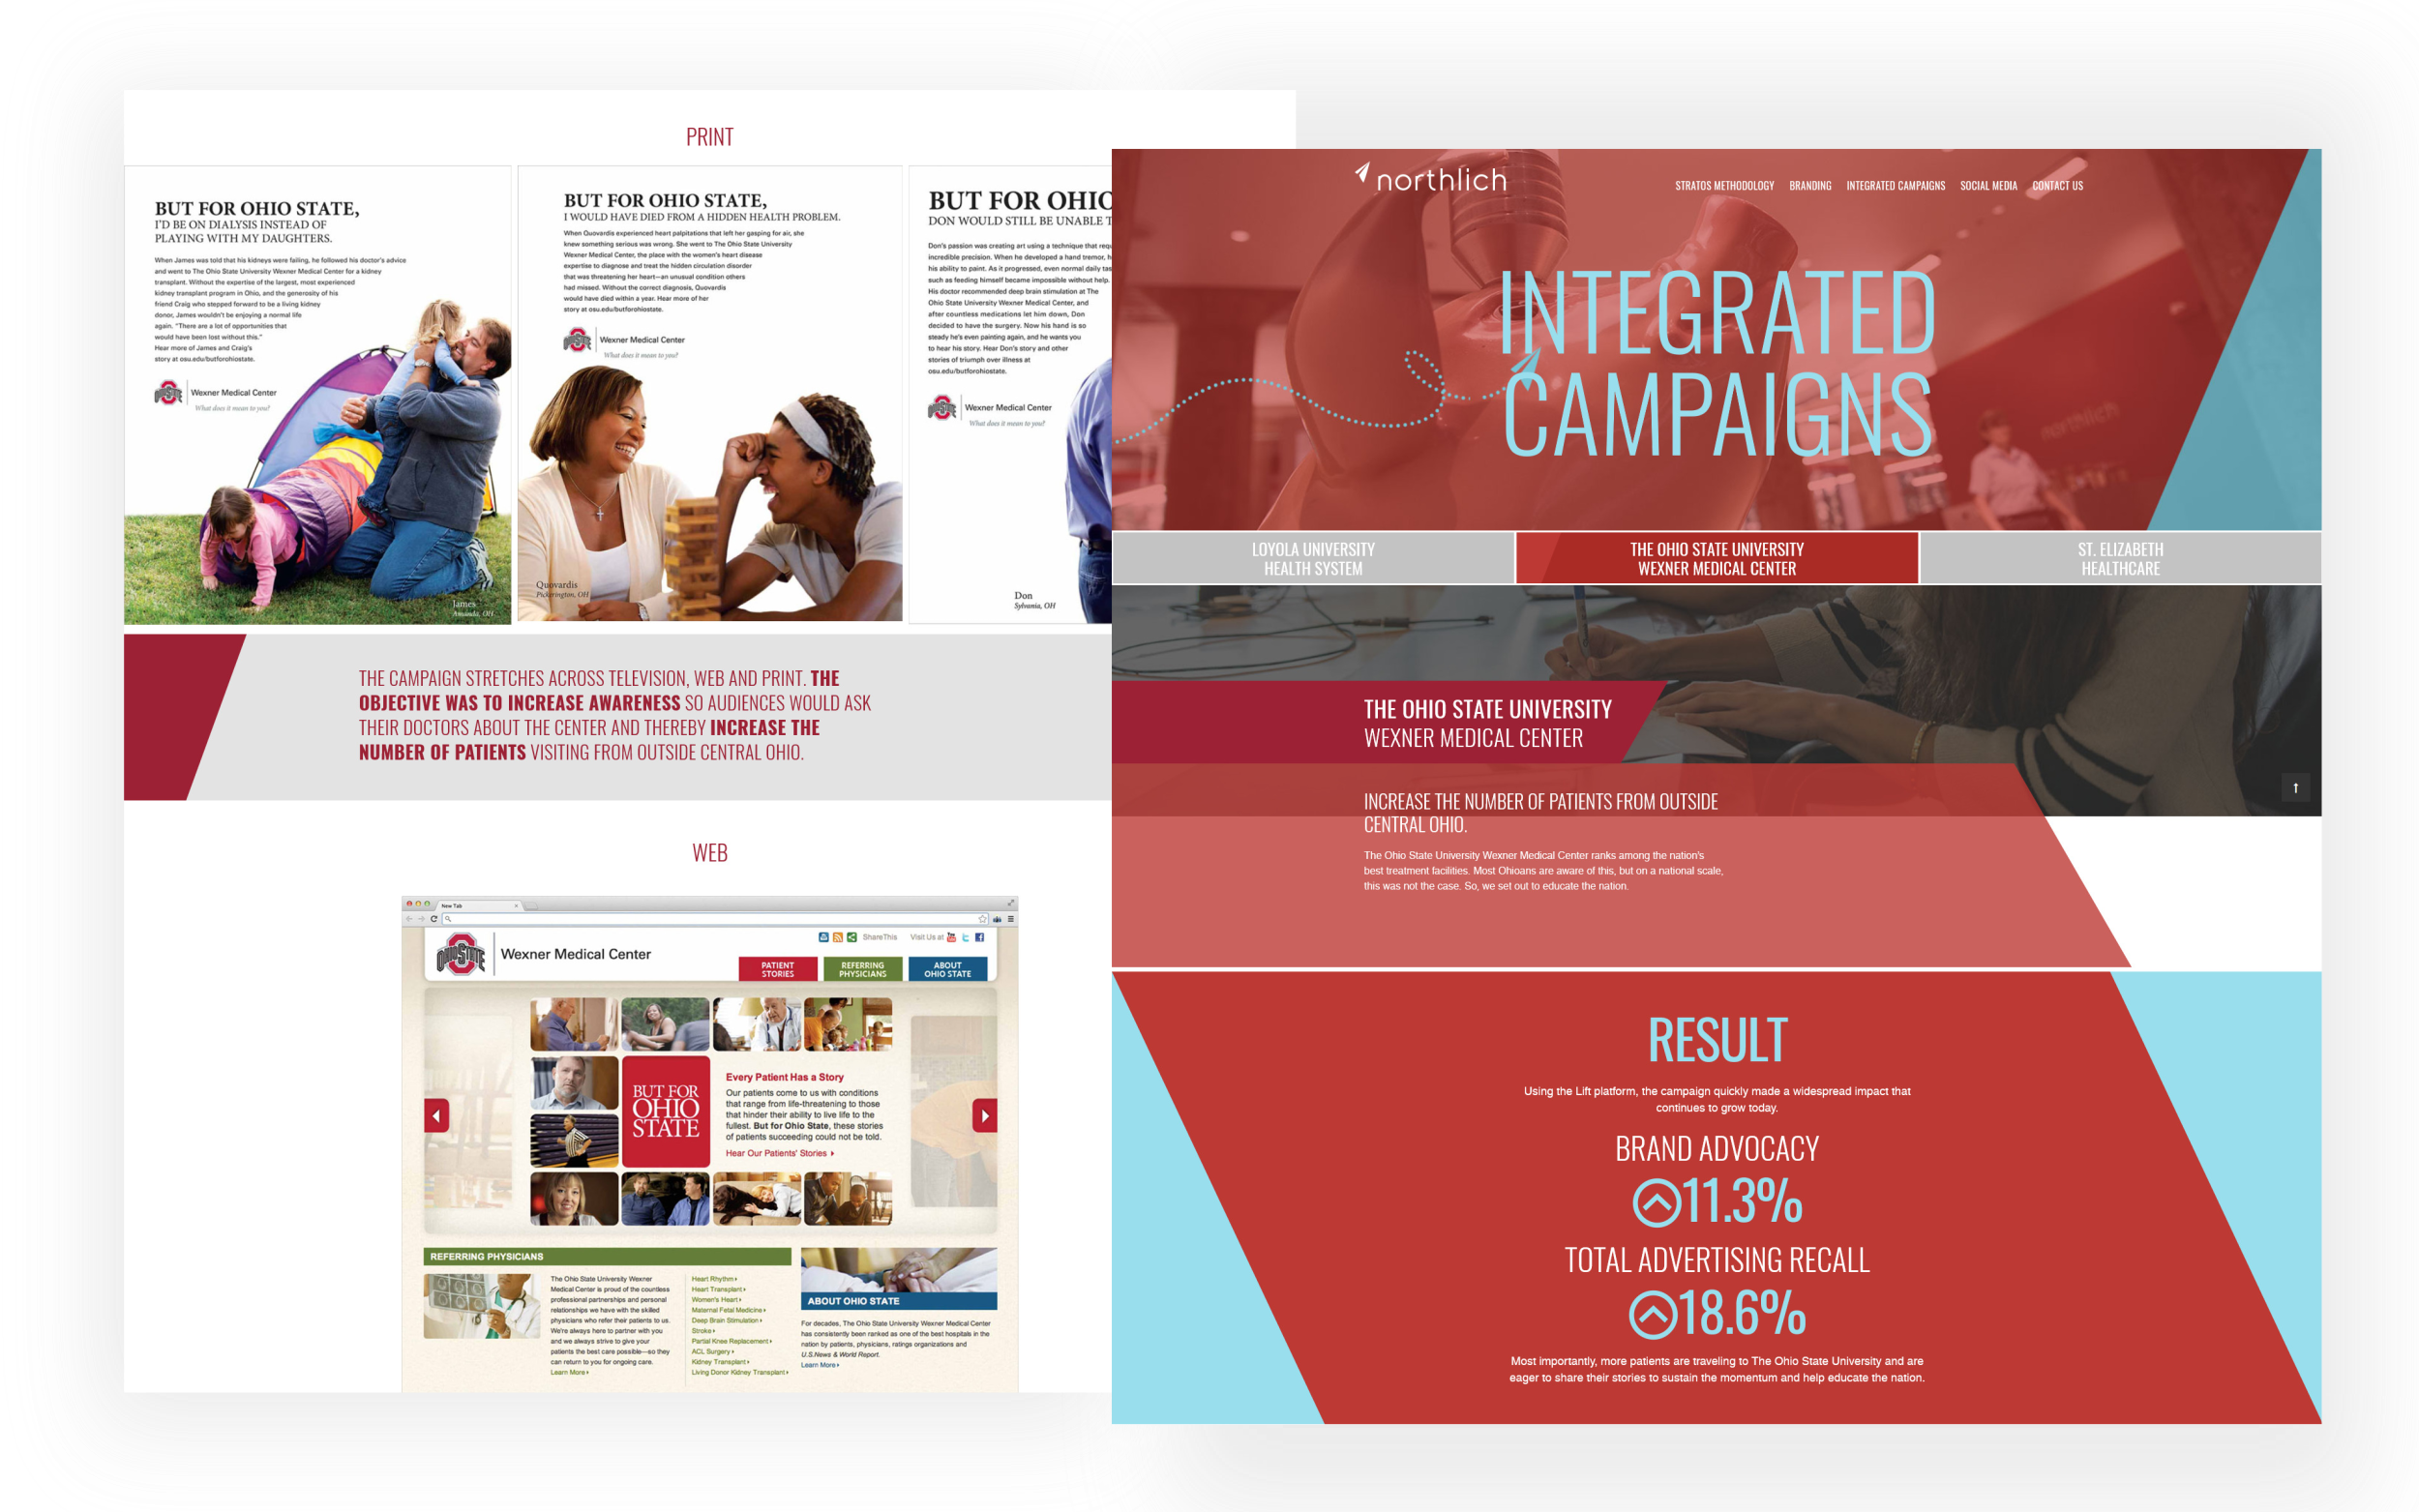 PRINT
BUT FOR OHIO STATE,
I'D BE ON DIALYSIS INSTEAD OF
PLAYING WITH MY DAUGHTERS.
When James was told that his kidneys were failing, he followed his doctor's advice
and went to The Ohio State University Wexner Medical Center for a kidney
transplant. Without the expertise of the largest, most experienced
kidney transplant program in Ohio, and the generosity of his
friend Craig who stepped forward to be a living kidney
donor, James wouldn't be enjoying a normal life
again. "There are a lot of opportunities that
would have been lost without this."
Hear more of James and Craig's
story at osu.edu/butforohiostate.
OHIO STATE
Wexner Medical Center
What does it mean to you?
James
Amanda, OH
BUT FOR OHIO STATE,
I WOULD HAVE DIED FROM A HIDDEN HEALTH PROBLEM.
When Quovardis experienced heart palpitations that left her gasping for air, she
knew something serious was wrong. She went to The Ohio State University
Wexner Medical Center, the place with the women's heart disease
expertise to diagnose and treat the hidden circulation disorder
that was threatening her heart—an unusual condition others
had missed. Without the correct diagnosis, Quovardis
would have died within a year. Hear more of her
story at osu.edu/butforohiostate.
OHIO STATE
Wexner Medical Center
What does it mean to you?
Quovardis
Pickerington, OH
BUT FOR OHIO
DON WOULD STILL BE UNABLE T
Don's passion was creating art using a technique that requ
incredible precision. When he developed a hand tremor, h
his ability to paint. As it progressed, even normal daily tas
such as feeding himself became impossible without help.
His doctor recommended deep brain stimulation at The
Ohio State University Wexner Medical Center, and
after countless medications let him down, Don
decided to have the surgery. Now his hand is so
steady he's even painting again, and he wants you
to hear his story. Hear Don's story and other
stories of triumph over illness at
osu.edu/butforohiostate.
OHIO STATE
Wexner Medical Center
What does it mean to you?
Don
Sylvania, OH
THE CAMPAIGN STRETCHES ACROSS TELEVISION, WEB AND PRINT. THE
OBJECTIVE WAS TO INCREASE AWARENESS SO AUDIENCES WOULD ASK
THEIR DOCTORS ABOUT THE CENTER AND THEREBY INCREASE THE
NUMBER OF PATIENTS VISITING FROM OUTSIDE CENTRAL OHIO.
WEB
New Tab
OHIO STATE
Wexner Medical Center
ShareThis Visit Us at
PATIENT
STORIES
REFERRING
PHYSICIANS
ABOUT
OHIO STATE
BUT FOR
OHIO
STATE
Every Patient Has a Story
Our patients come to us with conditions
that range from life-threatening to those
that hinder their ability to live life to the
fullest. But for Ohio State, these stories
of patients succeeding could not be told.
Hear Our Patients' Stories
REFERRING PHYSICIANS
The Ohio State University Wexner
Medical Center is proud of the countless
professional partnerships and personal
relationships we have with the skilled
physicians who refer their patients to us.
We're always here to partner with you
and we always strive to give your
patients the best care possible—so they
can return to you for ongoing care.
Learn More
Heart Rhythm
Heart Transplant
Women's Heart
Maternal Fetal Medicine
Deep Brain Stimulation
Stroke
Partial Knee Replacement
ACL Surgery
Kidney Transplant
Living Donor Kidney Transplant
ABOUT OHIO STATE
For decades, The Ohio State University Wexner Medical Center
has consistently been ranked as one of the best hospitals in the
nation by patients, physicians, ratings organizations and
U.S.News & World Report.
Learn More
northlich
STRATOS METHODOLOGY BRANDING INTEGRATED CAMPAIGNS SOCIAL MEDIA CONTACT US
INTEGRATED
CAMPAIGNS
northlich
LOYOLA UNIVERSITY
HEALTH SYSTEM
THE OHIO STATE UNIVERSITY
WEXNER MEDICAL CENTER
ST. ELIZABETH
HEALTHCARE
THE OHIO STATE UNIVERSITY
WEXNER MEDICAL CENTER
INCREASE THE NUMBER OF PATIENTS FROM OUTSIDE
CENTRAL OHIO.
The Ohio State University Wexner Medical Center ranks among the nation's
best treatment facilities. Most Ohioans are aware of this, but on a national scale,
this was not the case. So, we set out to educate the nation.
RESULT
Using the Lift platform, the campaign quickly made a widespread impact that
continues to grow today.
BRAND ADVOCACY
11.3%
TOTAL ADVERTISING RECALL
18.6%
Most importantly, more patients are traveling to The Ohio State University and are
eager to share their stories to sustain the momentum and help educate the nation.